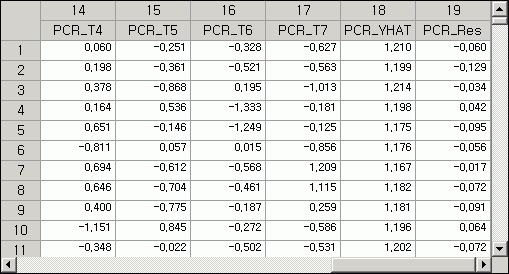 14 15 16 17 18 19
PCR_T4 PCR_T5 PCR_T6 PCR_T7 PCR_YHAT PCR_Res
1 0,060 -0,251 -0,328 -0,627 1,210 -0,060
2 0,198 -0,361 -0,521 -0,563 1,199 -0,129
3 0,378 -0,868 0,195 -1,013 1,214 -0,034
4 0,164 0,536 -1,333 -0,181 1,198 0,042
5 0,651 -0,146 -1,249 -0,125 1,175 -0,095
6 -0,811 0,057 0,015 -0,856 1,176 -0,056
7 0,694 -0,612 -0,568 1,209 1,167 -0,017
8 0,646 -0,704 -0,461 1,115 1,182 -0,072
9 0,400 -0,775 -0,187 0,259 1,181 -0,091
10 -1,151 0,845 -0,272 -0,586 1,196 0,064
11 -0,348 -0,022 -0,502 -0,531 1,202 -0,072